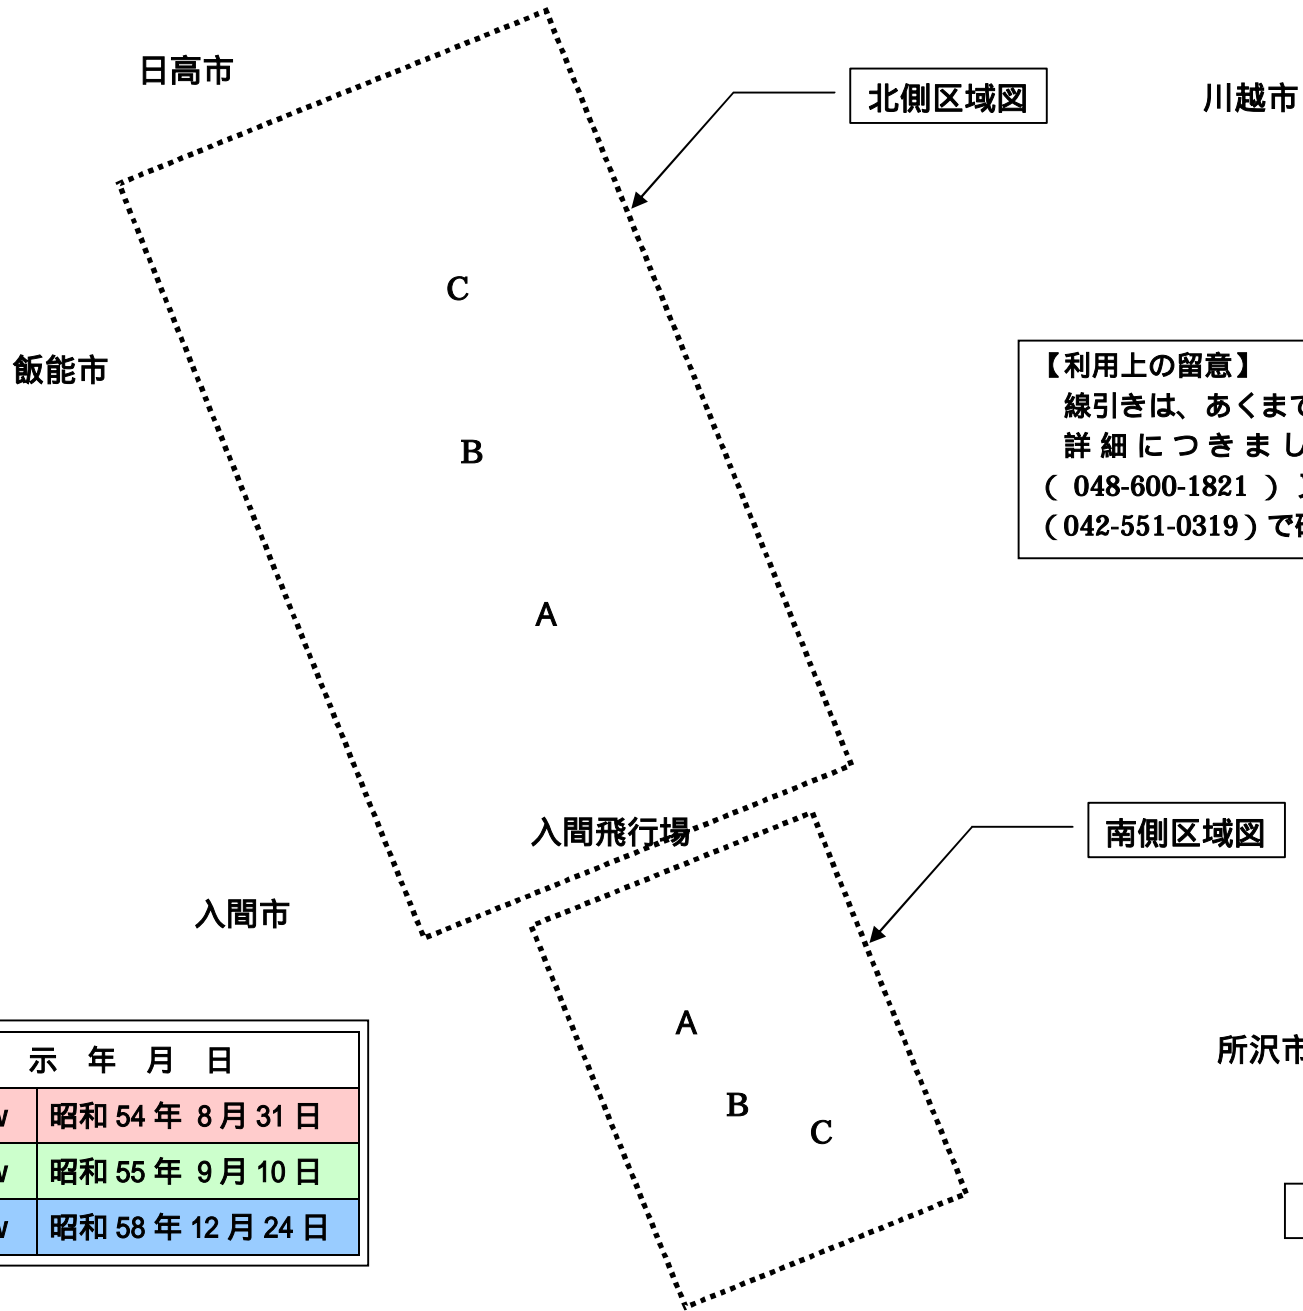 日高市
北側区域図
川越市
C
飯能市
【利用上の留意】
線引きは、あくまで
詳細につきまし
B
（ 048-600-1821 ）
（042-551-0319）で
A
入間飛行場
南側区域図
入間市
A
示 年 月 日
所沢市
B
昭和 54 年 8 月 31 日
C
昭和 55 年 9 月 10 日
昭和 58 年 12 月 24 日